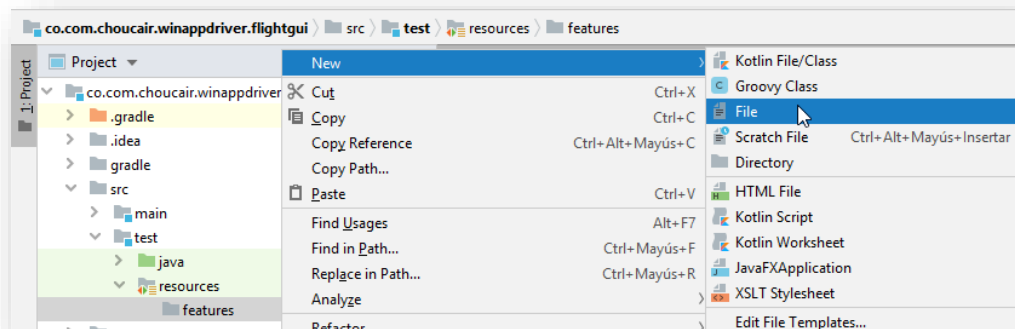 co.com.choucair.winappdriver.flightgui src test resources features
1: Project
Project
co.com.choucair.winappdriver
.gradle
.idea
gradle
src
main
test
java
resources
features
New
Cut Ctrl+X
Copy Ctrl+C
Copy Reference Ctrl+Alt+Mayús+C
Copy Path...
Paste Ctrl+V
Find Usages Alt+F7
Find in Path... Ctrl+Mayús+F
Replace in Path... Ctrl+Mayús+R
Analyze
Refactor
Kotlin File/Class
Groovy Class
File
Scratch File Ctrl+Alt+Mayús+Insertar
Directory
HTML File
Kotlin Script
Kotlin Worksheet
JavaFXApplication
XSLT Stylesheet
Edit File Templates...